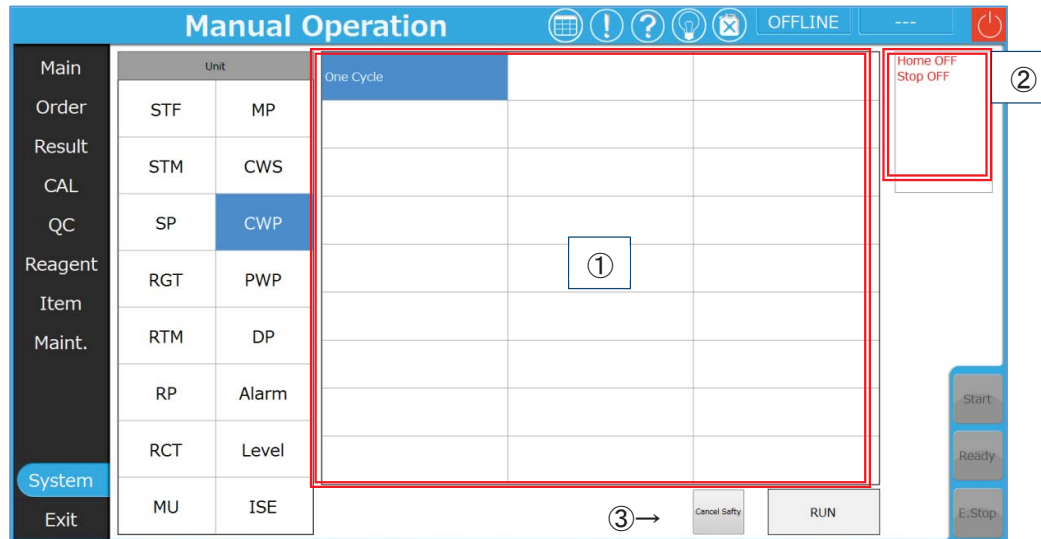 Manual Operation
OFFLINE
---
Main
Order
Result
CAL
QC
Reagent
Item
Maint.
System
Exit
Unit
STF MP
STM CWS
SP CWP
RGT PWP
RTM DP
RP Alarm
RCT Level
MU ISE
One Cycle
①
Home OFF
Stop OFF
②
③→
Cancel Safty
RUN
Start
Ready
E.Stop